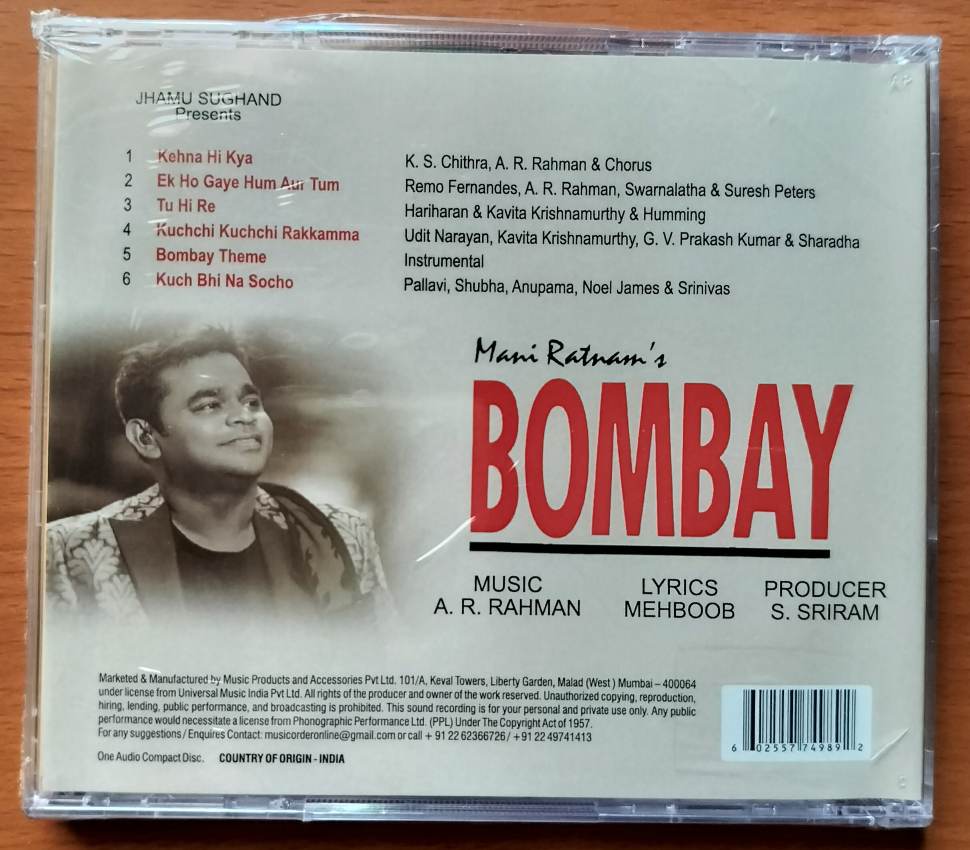 JHAMU SUGHAND
Presents
1 Kehna Hi Kya K. S. Chithra, A. R. Rahman & Chorus
2 Ek Ho Gaye Hum Aur Tum Remo Fernandes, A. R. Rahman, Swarnalatha & Suresh Peters
3 Tu Hi Re Hariharan & Kavita Krishnamurthy & Humming
4 Kuchchi Kuchchi Rakkamma Udit Narayan, Kavita Krishnamurthy, G. V. Prakash Kumar & Sharadha
5 Bombay Theme Instrumental
6 Kuch Bhi Na Socho Pallavi, Shubha, Anupama, Noel James & Srinivas
Mani Ratnam's
BOMBAY
MUSIC LYRICS PRODUCER
A. R. RAHMAN MEHBOOB S. SRIRAM
Marketed & Manufactured by Music Products and Accessories Pvt Ltd. 101/A, Keval Towers, Liberty Garden, Malad (West) Mumbai – 400064
under license from Universal Music India Pvt Ltd. All rights of the producer and owner of the work reserved. Unauthorized copying, reproduction,
hiring, lending, public performance, and broadcasting is prohibited. This sound recording is for your personal and private use only. Any public
performance would necessitate a license from Phonographic Performance Ltd. (PPL) Under The Copyright Act of 1957.
For any suggestions / Enquires Contact: musicorderonline@gmail.com or call + 91 22 62366726 / +91 22 49741413
One Audio Compact Disc. COUNTRY OF ORIGIN - INDIA
6 02557 74989 2